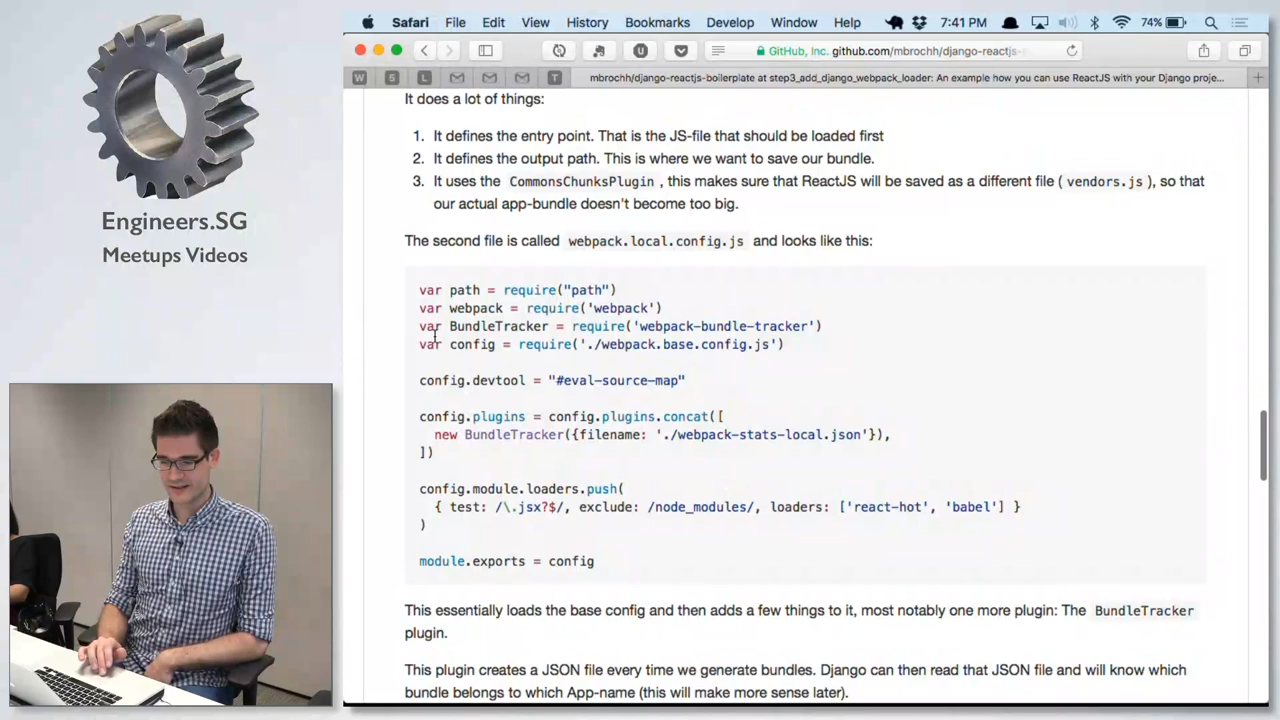 Safari File Edit View History Bookmarks Develop Window Help 7:41 PM 74%
GitHub, Inc. github.com/mbrochh/django-reactjs-
W 5 L T mbrochh/django-reactjs-boilerplate at step3_add_django_webpack_loader: An example how you can use ReactJS with your Django proje...
Engineers.SG
Meetups Videos
It does a lot of things:
1. It defines the entry point. That is the JS-file that should be loaded first
2. It defines the output path. This is where we want to save our bundle.
3. It uses the CommonsChunksPlugin , this makes sure that ReactJS will be saved as a different file ( vendors.js ), so that
our actual app-bundle doesn't become too big.
The second file is called webpack.local.config.js and looks like this:
var path = require("path")
var webpack = require('webpack')
var BundleTracker = require('webpack-bundle-tracker')
var config = require('./webpack.base.config.js')
config.devtool = "#eval-source-map"
config.plugins = config.plugins.concat([
new BundleTracker({filename: './webpack-stats-local.json'}),
])
config.module.loaders.push(
{ test: /\.jsx?$/, exclude: /node_modules/, loaders: ['react-hot', 'babel'] }
)
module.exports = config
This essentially loads the base config and then adds a few things to it, most notably one more plugin: The BundleTracker
plugin.
This plugin creates a JSON file every time we generate bundles. Django can then read that JSON file and will know which
bundle belongs to which App-name (this will make more sense later).